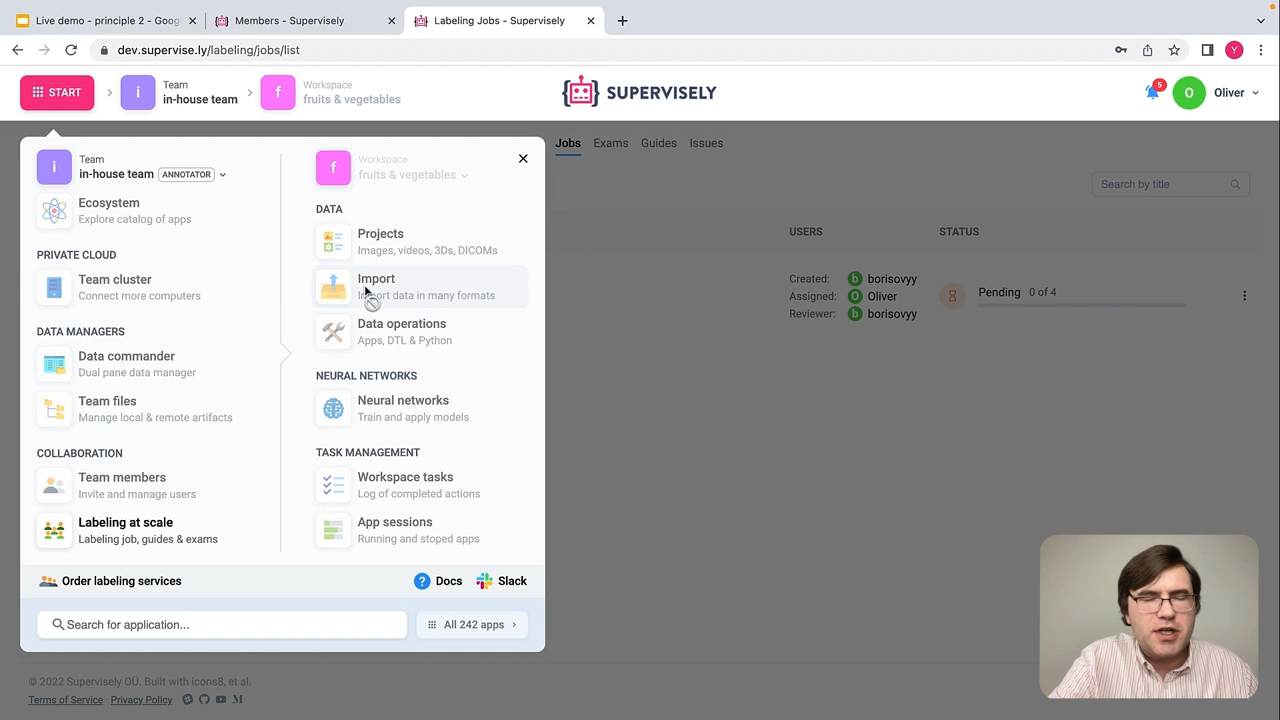 Live demo - principle 2 - Goog
Members - Supervisely
Labeling Jobs - Supervisely
dev.supervise.ly/labeling/jobs/list
Y
START
i
Team
in-house team
f
Workspace
fruits & vegetables
SUPERVISELY
5
O
Oliver
i
Team
in-house team
ANNOTATOR
Ecosystem
Explore catalog of apps
PRIVATE CLOUD
Team cluster
Connect more computers
DATA MANAGERS
Data commander
Dual pane data manager
Team files
Manage local & remote artifacts
COLLABORATION
Team members
Invite and manage users
Labeling at scale
Labeling job, guides & exams
f
Workspace
fruits & vegetables
DATA
Projects
Images, videos, 3Ds, DICOMs
Import
Import data in many formats
Data operations
Apps, DTL & Python
NEURAL NETWORKS
Neural networks
Train and apply models
TASK MANAGEMENT
Workspace tasks
Log of completed actions
App sessions
Running and stoped apps
Order labeling services
? Docs
Slack
Search for application...
All 242 apps
Jobs
Exams
Guides
Issues
Search by title
USERS
STATUS
Created: b borisovyy
Assigned: O Oliver
Reviewer: b borisovyy
Pending 0 of 4
© 2022 Supervisely OÜ. Built with icons8, et al.
Terms of Service · Privacy Policy